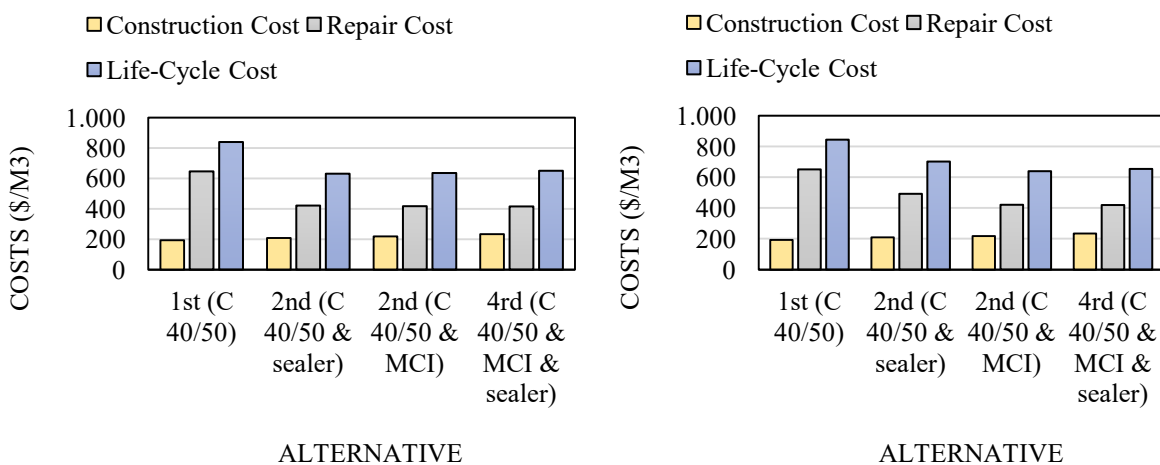 Construction Cost Repair Cost
Life-Cycle Cost
COSTS ($/M3)
1.000
800
600
400
200
0
1st (C 40/50)
2nd (C 40/50 & sealer)
2nd (C 40/50 & MCI)
4rd (C 40/50 & MCI & sealer)
ALTERNATIVE
Construction Cost Repair Cost
Life-Cycle Cost
COSTS ($/M3)
1.000
800
600
400
200
0
1st (C 40/50)
2nd (C 40/50 & sealer)
2nd (C 40/50 & MCI)
4rd (C 40/50 & MCI & sealer)
ALTERNATIVE